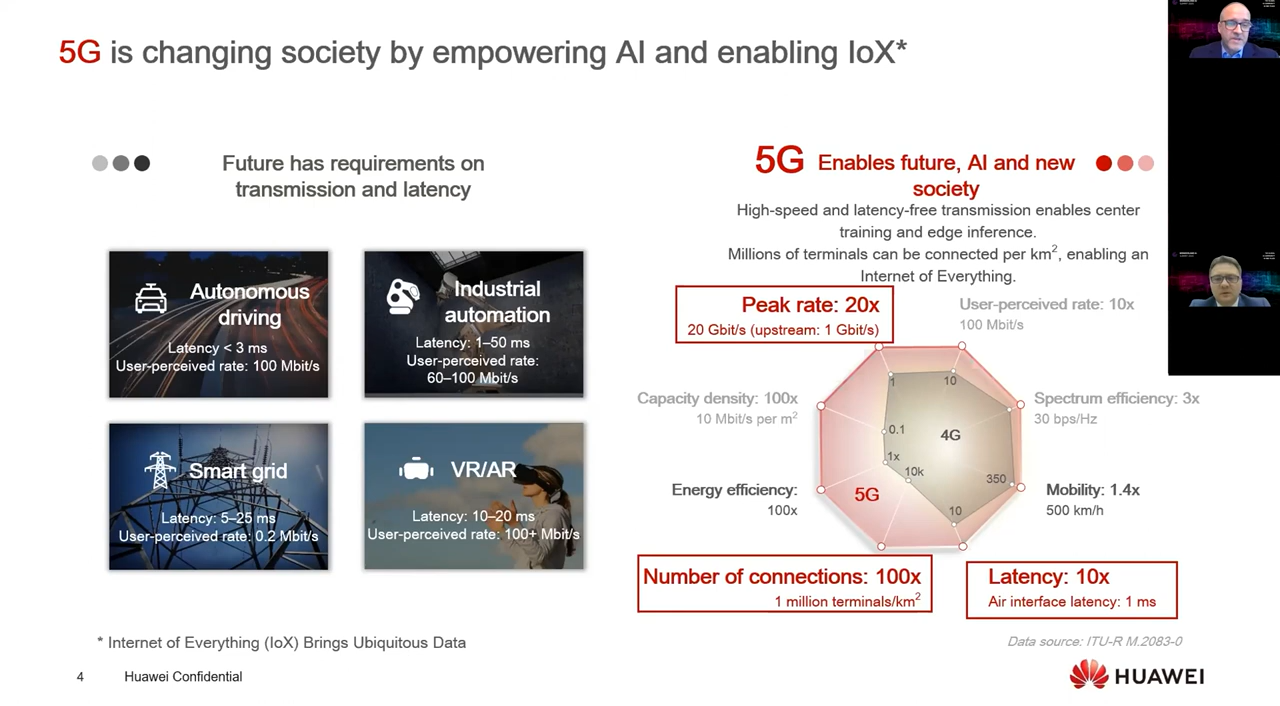 5G is changing society by empowering AI and enabling IoX*
Future has requirements on
transmission and latency
Autonomous
driving
Latency < 3 ms
User-perceived rate: 100 Mbit/s
Industrial
automation
Latency: 1–50 ms
User-perceived rate:
60–100 Mbit/s
Smart grid
Latency: 5–25 ms
User-perceived rate: 0.2 Mbit/s
VR/AR
Latency: 10–20 ms
User-perceived rate: 100+ Mbit/s
5G Enables future, AI and new
society
High-speed and latency-free transmission enables center
training and edge inference.
Millions of terminals can be connected per km², enabling an
Internet of Everything.
Peak rate: 20x
20 Gbit/s (upstream: 1 Gbit/s)
User-perceived rate: 10x
100 Mbit/s
Capacity density: 100x
10 Mbit/s per m²
Spectrum efficiency: 3x
30 bps/Hz
Energy efficiency:
100x
Mobility: 1.4x
500 km/h
1
10
0.1
4G
1x
10k
350
5G
10
Number of connections: 100x
1 million terminals/km²
Latency: 10x
Air interface latency: 1 ms
* Internet of Everything (IoX) Brings Ubiquitous Data
Data source: ITU-R M.2083-0
4
Huawei Confidential
HUAWEI